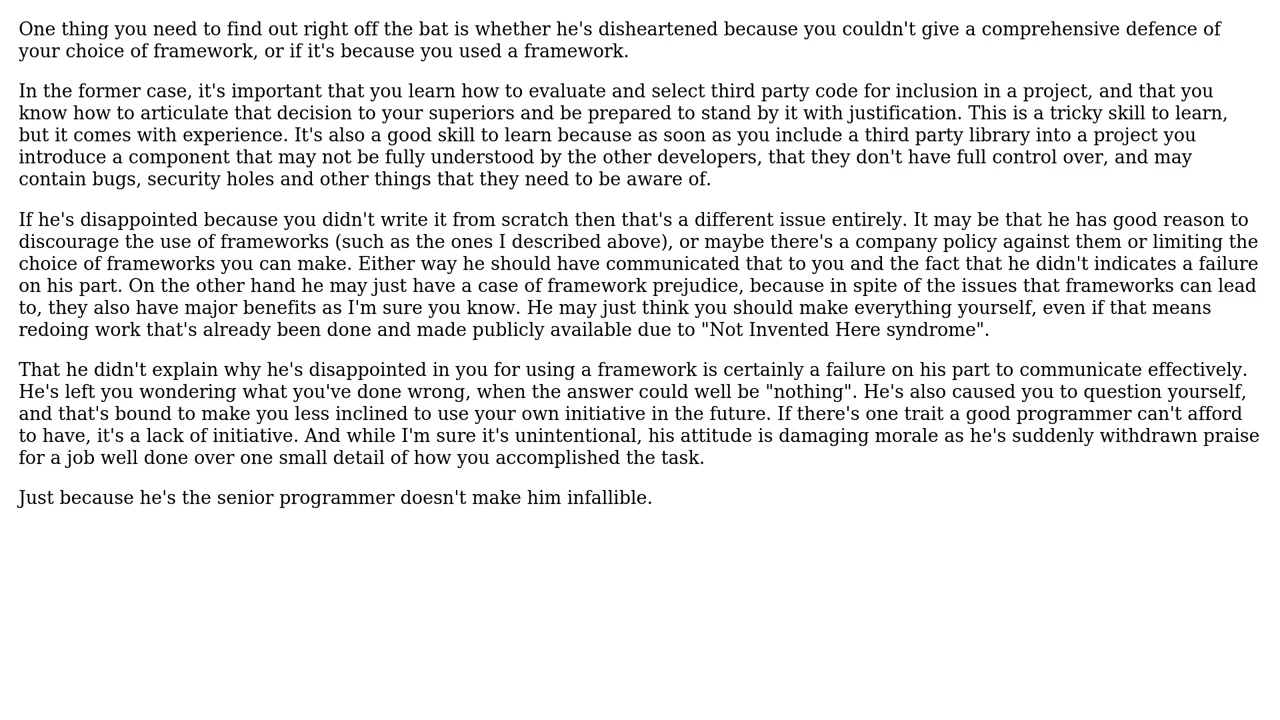 One thing you need to find out right off the bat is whether he's disheartened because you couldn't give a comprehensive defence of
your choice of framework, or if it's because you used a framework.
In the former case, it's important that you learn how to evaluate and select third party code for inclusion in a project, and that you
know how to articulate that decision to your superiors and be prepared to stand by it with justification. This is a tricky skill to learn,
but it comes with experience. It's also a good skill to learn because as soon as you include a third party library into a project you
introduce a component that may not be fully understood by the other developers, that they don't have full control over, and may
contain bugs, security holes and other things that they need to be aware of.
If he's disappointed because you didn't write it from scratch then that's a different issue entirely. It may be that he has good reason to
discourage the use of frameworks (such as the ones I described above), or maybe there's a company policy against them or limiting the
choice of frameworks you can make. Either way he should have communicated that to you and the fact that he didn't indicates a failure
on his part. On the other hand he may just have a case of framework prejudice, because in spite of the issues that frameworks can lead
to, they also have major benefits as I'm sure you know. He may just think you should make everything yourself, even if that means
redoing work that's already been done and made publicly available due to "Not Invented Here syndrome".
That he didn't explain why he's disappointed in you for using a framework is certainly a failure on his part to communicate effectively.
He's left you wondering what you've done wrong, when the answer could well be "nothing". He's also caused you to question yourself,
and that's bound to make you less inclined to use your own initiative in the future. If there's one trait a good programmer can't afford
to have, it's a lack of initiative. And while I'm sure it's unintentional, his attitude is damaging morale as he's suddenly withdrawn praise
for a job well done over one small detail of how you accomplished the task.
Just because he's the senior programmer doesn't make him infallible.